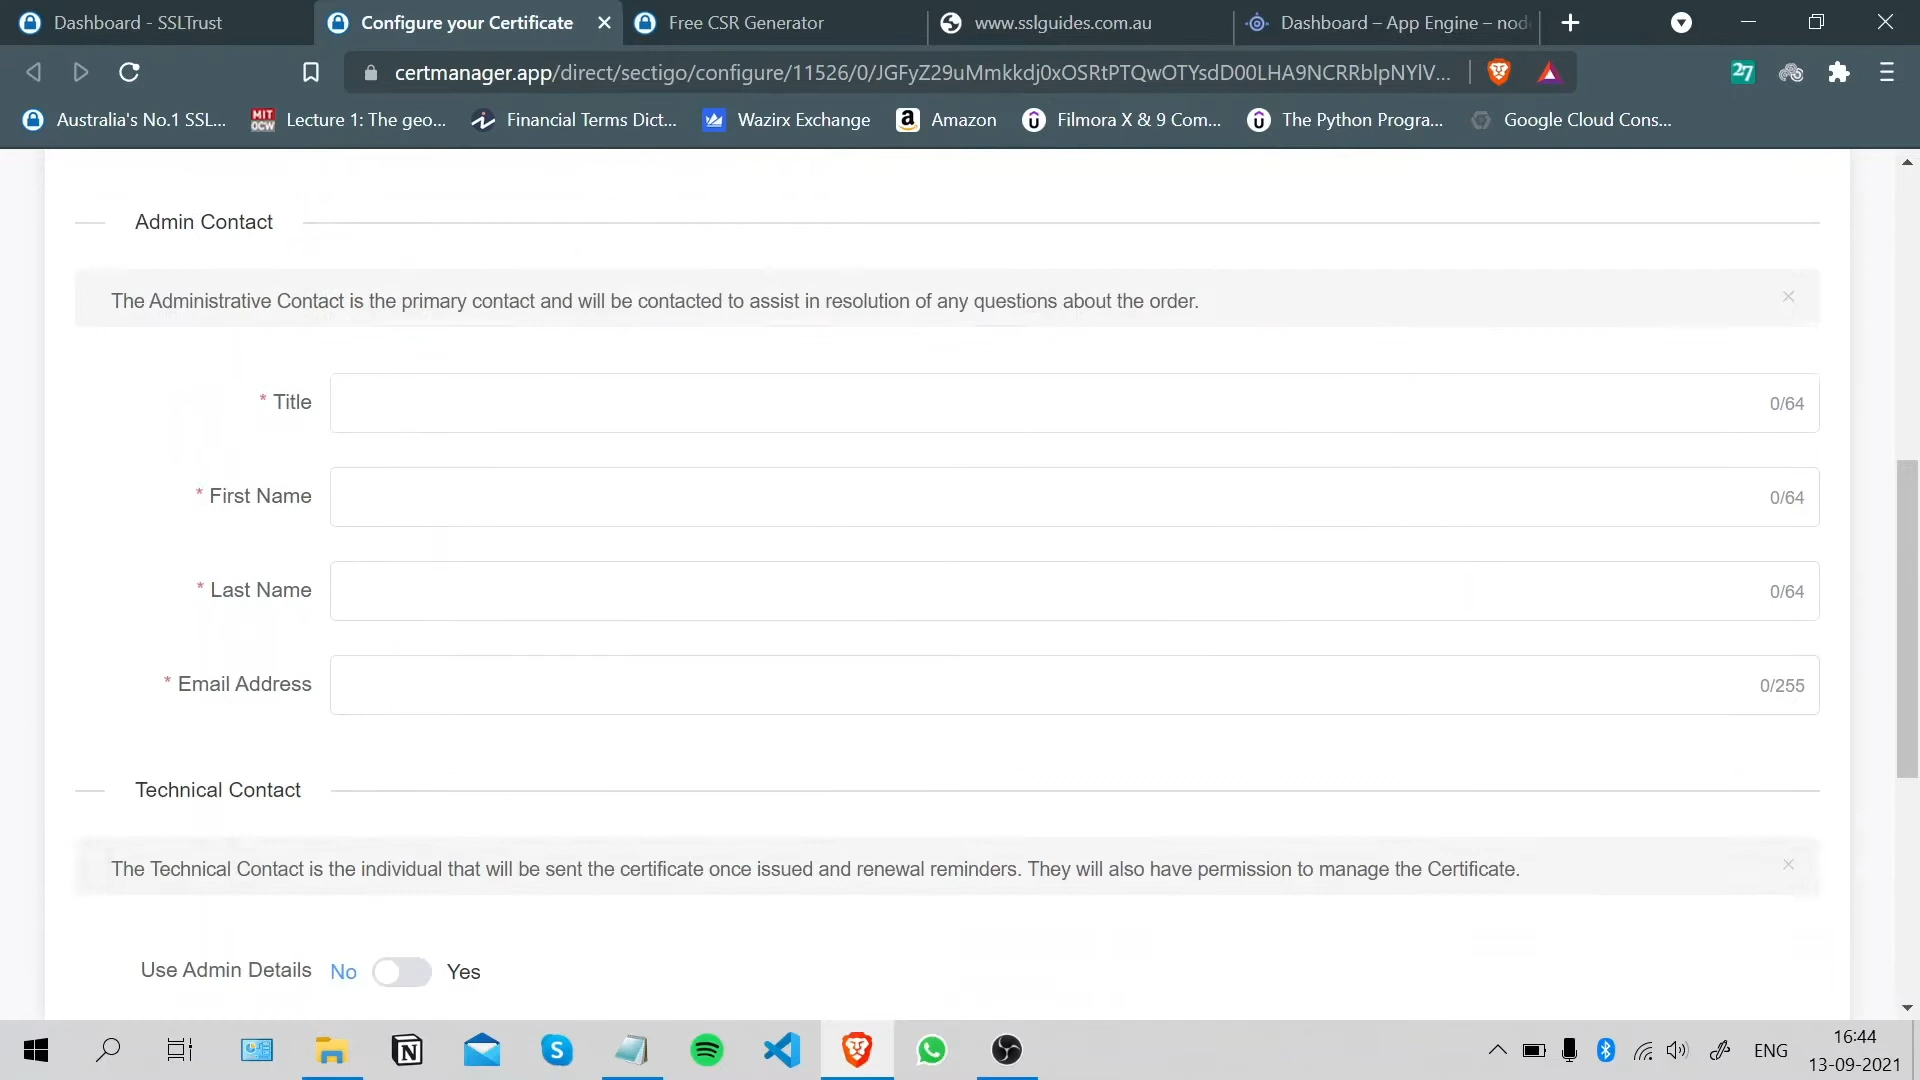 Dashboard - SSLTrust
Configure your Certificate
Free CSR Generator
www.sslguides.com.au
Dashboard – App Engine – nod
certmanager.app/direct/sectigo/configure/11526/0/JGFyZ29uMmkkdj0xOSRtPTQwOTYsdD00LHA9NCRRblpNYlV...
27
Australia's No.1 SSL...
MIT OCW
Lecture 1: The geo...
Financial Terms Dict...
Wazirx Exchange
Amazon
Filmora X & 9 Com...
The Python Progra...
Google Cloud Cons...
Admin Contact
The Administrative Contact is the primary contact and will be contacted to assist in resolution of any questions about the order.
* Title
0/64
* First Name
0/64
* Last Name
0/64
* Email Address
0/255
Technical Contact
The Technical Contact is the individual that will be sent the certificate once issued and renewal reminders. They will also have permission to manage the Certificate.
Use Admin Details No Yes
ENG
16:44
13-09-2021